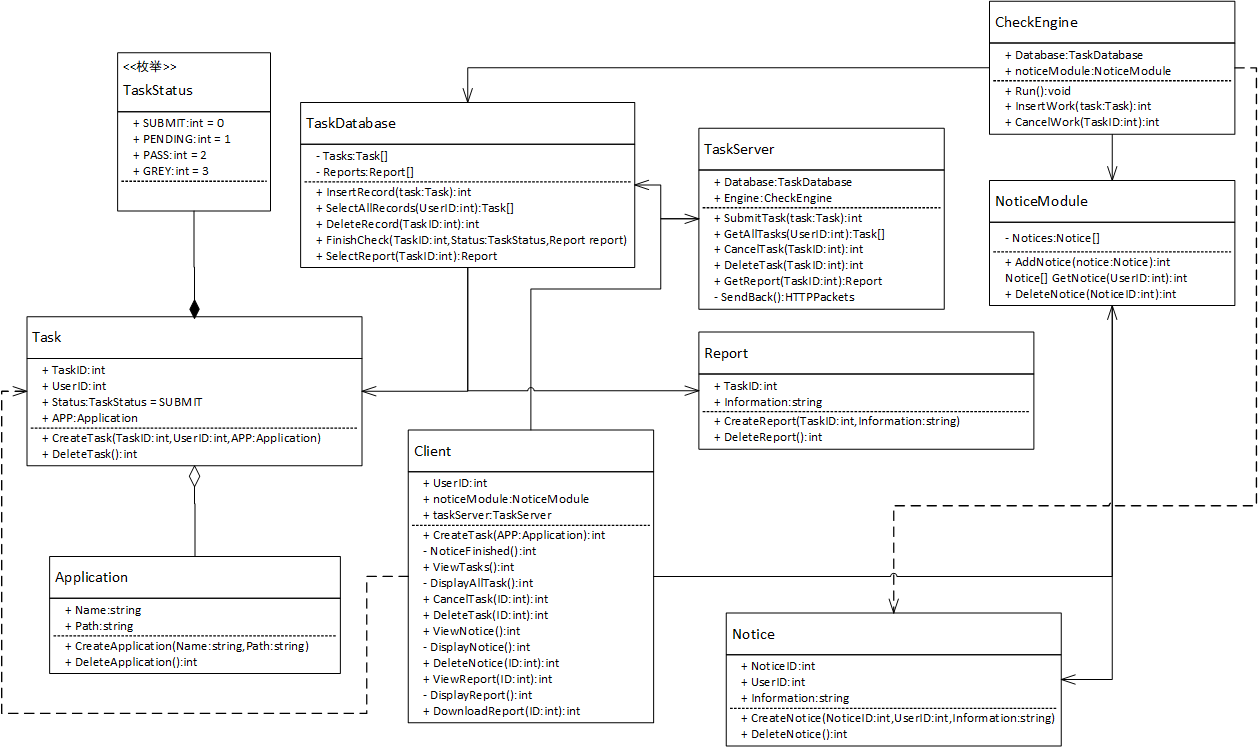 CheckEngine
+ Database:TaskDatabase
+ noticeModule:NoticeModule
+ Run():void
+ InsertWork(task:Task):int
+ CancelWork(TaskID:int):int
<<枚举>>
TaskStatus
+ SUBMIT:int = 0
+ PENDING:int = 1
+ PASS:int = 2
+ GREY:int = 3
TaskDatabase
- Tasks:Task[]
- Reports:Report[]
+ InsertRecord(task:Task):int
+ SelectAllRecords(UserID:int):Task[]
+ DeleteRecord(TaskID:int):int
+ FinishCheck(TaskID:int,Status:TaskStatus,Report report)
+ SelectReport(TaskID:int):Report
TaskServer
+ Database:TaskDatabase
+ Engine:CheckEngine
+ SubmitTask(task:Task):int
+ GetAllTasks(UserID:int):Task[]
+ CancelTask(TaskID:int):int
+ DeleteTask(TaskID:int):int
+ GetReport(TaskID:int):Report
- SendBack():HTTPPackets
NoticeModule
- Notices:Notice[]
+ AddNotice(notice:Notice):int
Notice[] GetNotice(UserID:int):int
+ DeleteNotice(NoticeID:int):int
Task
+ TaskID:int
+ UserID:int
+ Status:TaskStatus = SUBMIT
+ APP:Application
+ CreateTask(TaskID:int,UserID:int,APP:Application)
+ DeleteTask():int
Report
+ TaskID:int
+ Information:string
+ CreateReport(TaskID:int,Information:string)
+ DeleteReport():int
Client
+ UserID:int
+ noticeModule:NoticeModule
+ taskServer:TaskServer
+ CreateTask(APP:Application):int
- NoticeFinished():int
+ ViewTasks():int
- DisplayAllTask():int
+ CancelTask(ID:int):int
+ DeleteTask(ID:int):int
+ ViewNotice():int
- DisplayNotice():int
+ DeleteNotice(ID:int):int
+ ViewReport(ID:int):int
- DisplayReport():int
+ DownloadReport(ID:int):int
Application
+ Name:string
+ Path:string
+ CreateApplication(Name:string,Path:string)
+ DeleteApplication():int
Notice
+ NoticeID:int
+ UserID:int
+ Information:string
+ CreateNotice(NoticeID:int,UserID:int,Information:string)
+ DeleteNotice():int